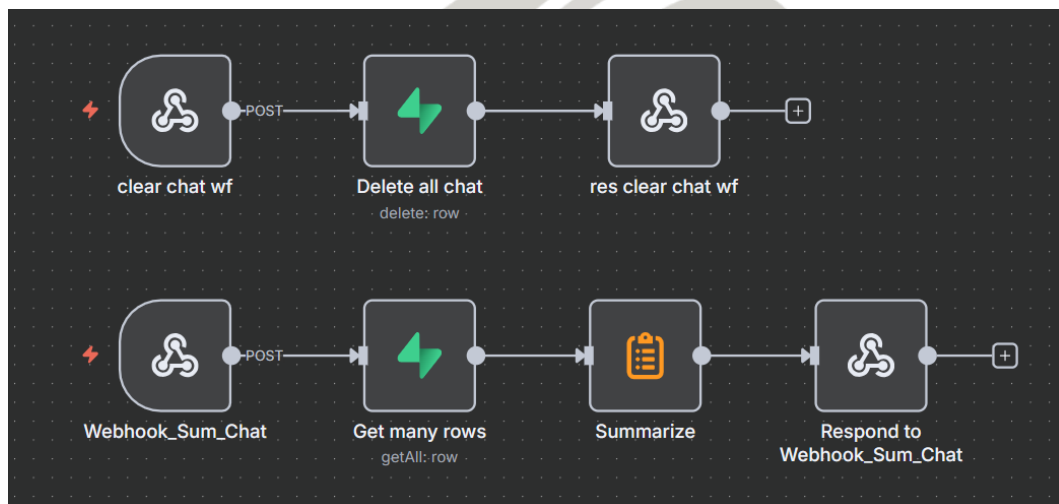 POST
clear chat wf
Delete all chat
res clear chat wf
delete: row
POST
Webhook_Sum_Chat
Get many rows
Summarize
Respond to
Webhook_Sum_Chat
getAll: row